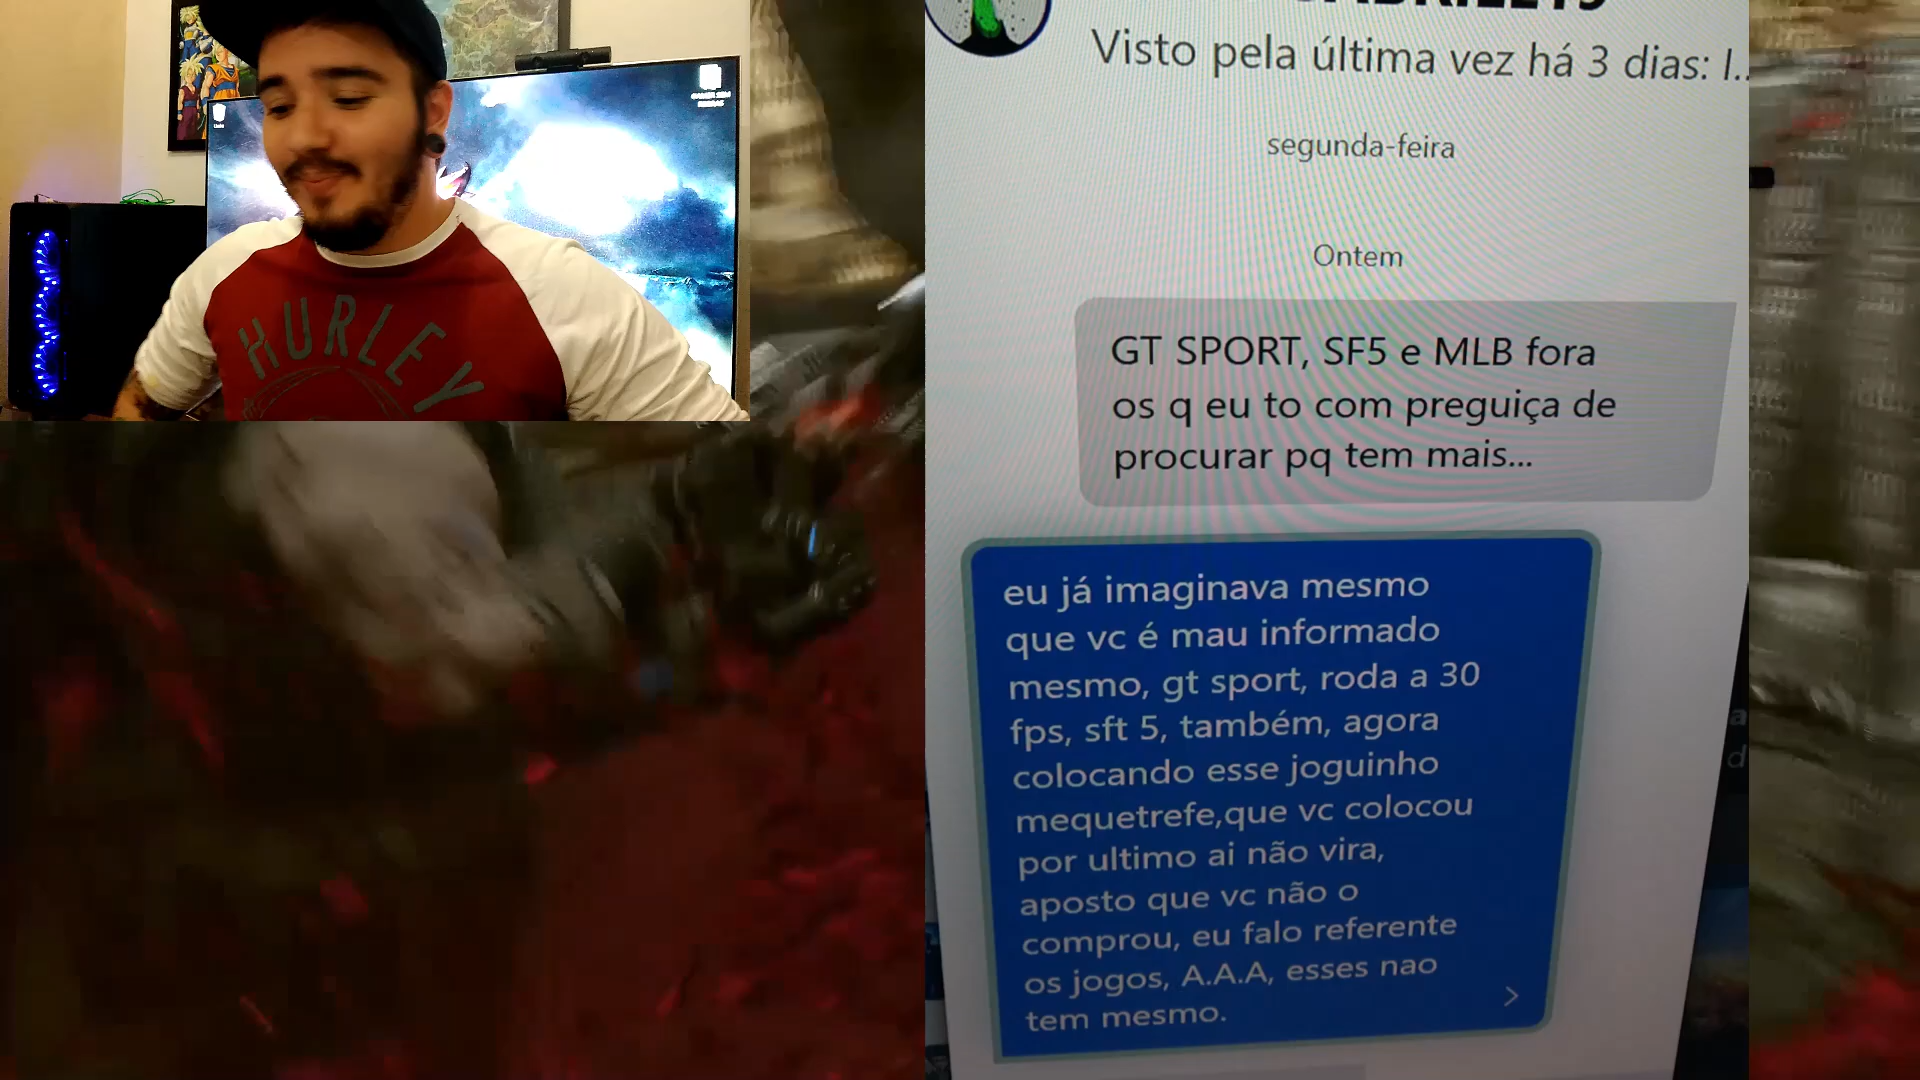 HURLEY
Visto pela última vez há 3 dias: I...
segunda-feira
Ontem
GT SPORT, SF5 e MLB fora
os q eu to com preguiça de
procurar pq tem mais...
eu já imaginava mesmo
que vc é mau informado
mesmo, gt sport, roda a 30
fps, sft 5, também, agora
colocando esse joguinho
mequetrefe,que vc colocou
por ultimo ai não vira,
aposto que vc não o
comprou, eu falo referente
os jogos, A.A.A, esses nao
tem mesmo.